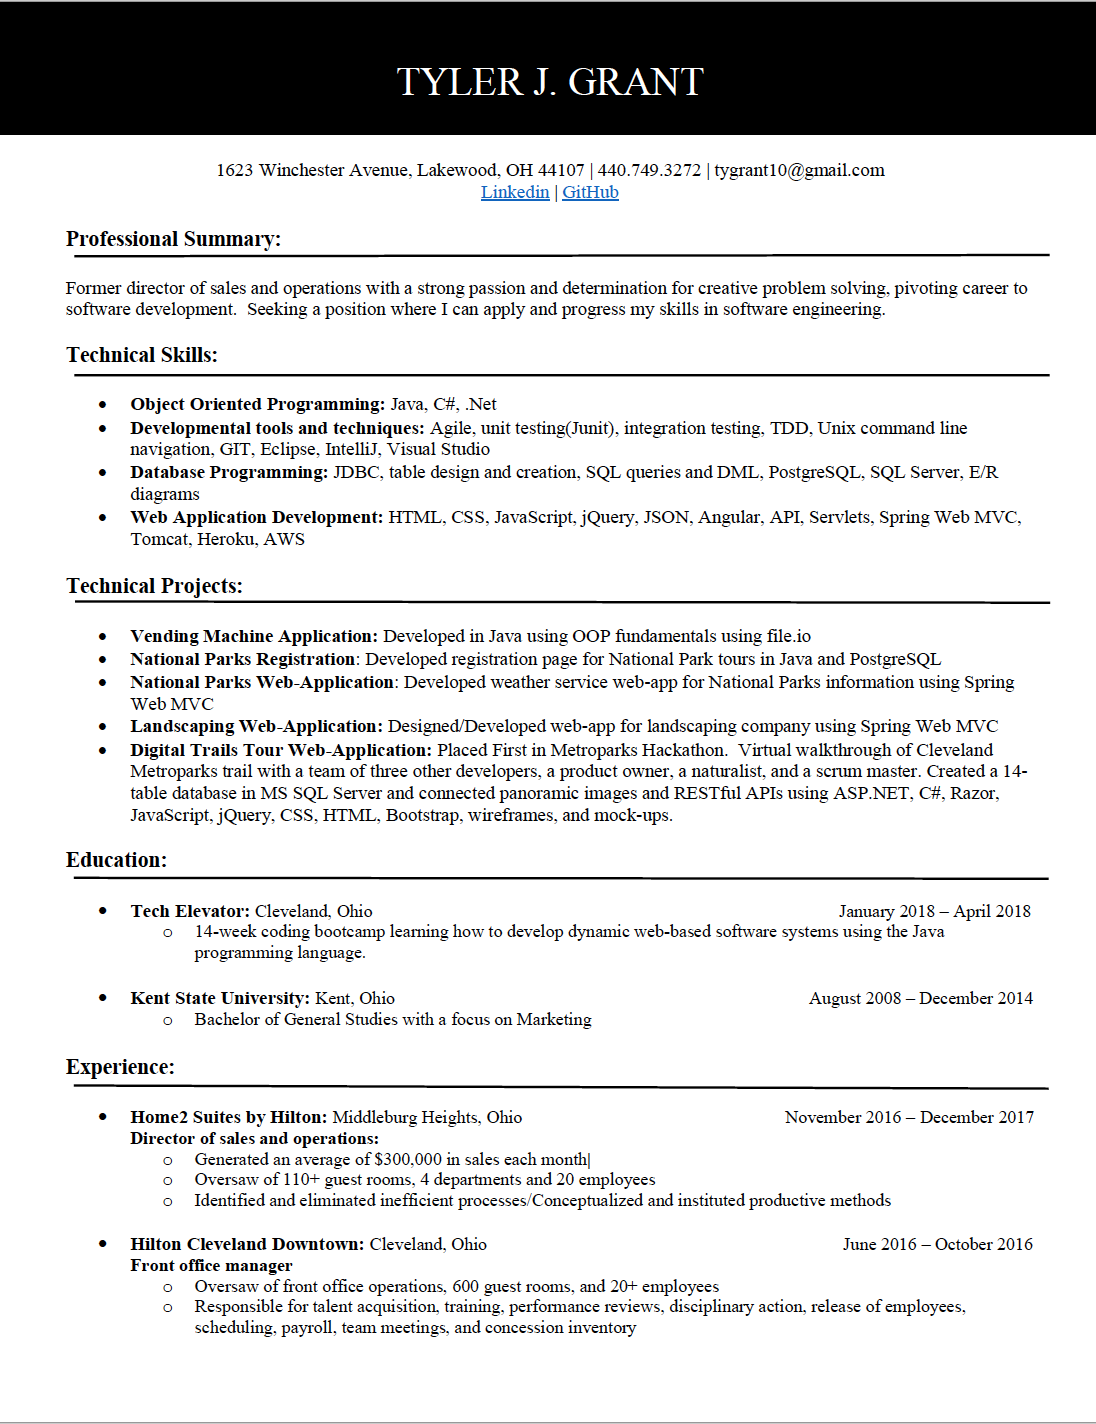 TYLER J. GRANT
1623 Winchester Avenue, Lakewood, OH 44107 | 440.749.3272 | tygrant10@gmail.com
Linkedin | GitHub
Professional Summary:
Former director of sales and operations with a strong passion and determination for creative problem solving, pivoting career to
software development.  Seeking a position where I can apply and progress my skills in software engineering.
Technical Skills:
• Object Oriented Programming: Java, C#, .Net
• Developmental tools and techniques: Agile, unit testing(Junit), integration testing, TDD, Unix command line
navigation, GIT, Eclipse, IntelliJ, Visual Studio
• Database Programming: JDBC, table design and creation, SQL queries and DML, PostgreSQL, SQL Server, E/R
diagrams
• Web Application Development: HTML, CSS, JavaScript, jQuery, JSON, Angular, API, Servlets, Spring Web MVC,
Tomcat, Heroku, AWS
Technical Projects:
• Vending Machine Application: Developed in Java using OOP fundamentals using file.io
• National Parks Registration: Developed registration page for National Park tours in Java and PostgreSQL
• National Parks Web-Application: Developed weather service web-app for National Parks information using Spring
Web MVC
• Landscaping Web-Application: Designed/Developed web-app for landscaping company using Spring Web MVC
• Digital Trails Tour Web-Application: Placed First in Metroparks Hackathon.  Virtual walkthrough of Cleveland
Metroparks trail with a team of three other developers, a product owner, a naturalist, and a scrum master. Created a 14-
table database in MS SQL Server and connected panoramic images and RESTful APIs using ASP.NET, C#, Razor,
JavaScript, jQuery, CSS, HTML, Bootstrap, wireframes, and mock-ups.
Education:
• Tech Elevator: Cleveland, Ohio January 2018 – April 2018
o 14-week coding bootcamp learning how to develop dynamic web-based software systems using the Java
programming language.
• Kent State University: Kent, Ohio August 2008 – December 2014
o Bachelor of General Studies with a focus on Marketing
Experience:
• Home2 Suites by Hilton: Middleburg Heights, Ohio November 2016 – December 2017
Director of sales and operations:
o Generated an average of $300,000 in sales each month
o Oversaw of 110+ guest rooms, 4 departments and 20 employees
o Identified and eliminated inefficient processes/Conceptualized and instituted productive methods
• Hilton Cleveland Downtown: Cleveland, Ohio June 2016 – October 2016
Front office manager
o Oversaw of front office operations, 600 guest rooms, and 20+ employees
o Responsible for talent acquisition, training, performance reviews, disciplinary action, release of employees,
scheduling, payroll, team meetings, and concession inventory